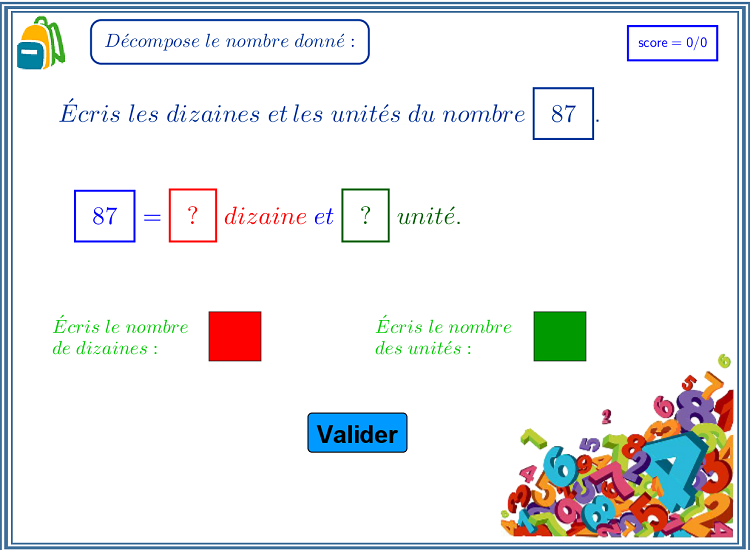 Décompose le nombre donné :
score = 0/0
Écris les dizaines et les unités du nombre 87.
87 = ? dizaine et ? unité.
Écris le nombre
de dizaines :
Écris le nombre
des unités :
Valider